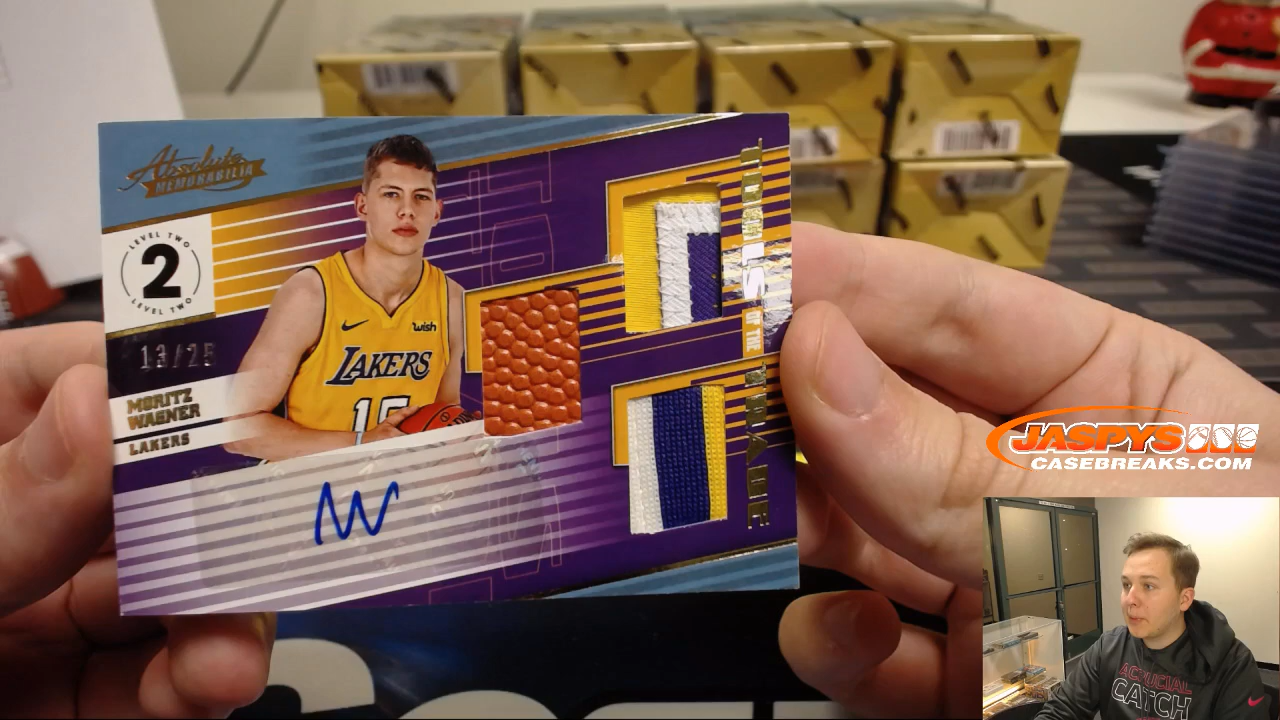 Absolute
MEMORABILIA
LEVEL TWO
2
LEVEL TWO
13/25
MORITZ
WAGNER
LAKERS
wish
LAKERS
15
TOOLS OF THE TRADE
JASPYS
CASEBREAKS.COM
CATCH